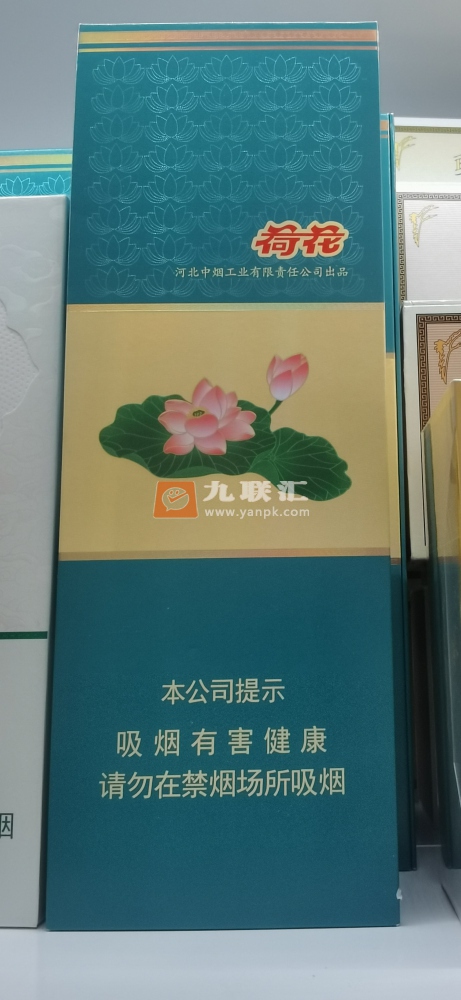 荷花
河北中烟工业有限责任公司出品
九联汇
www.yanpk.com
本公司提示
吸烟有害健康
请勿在禁烟场所吸烟
烟